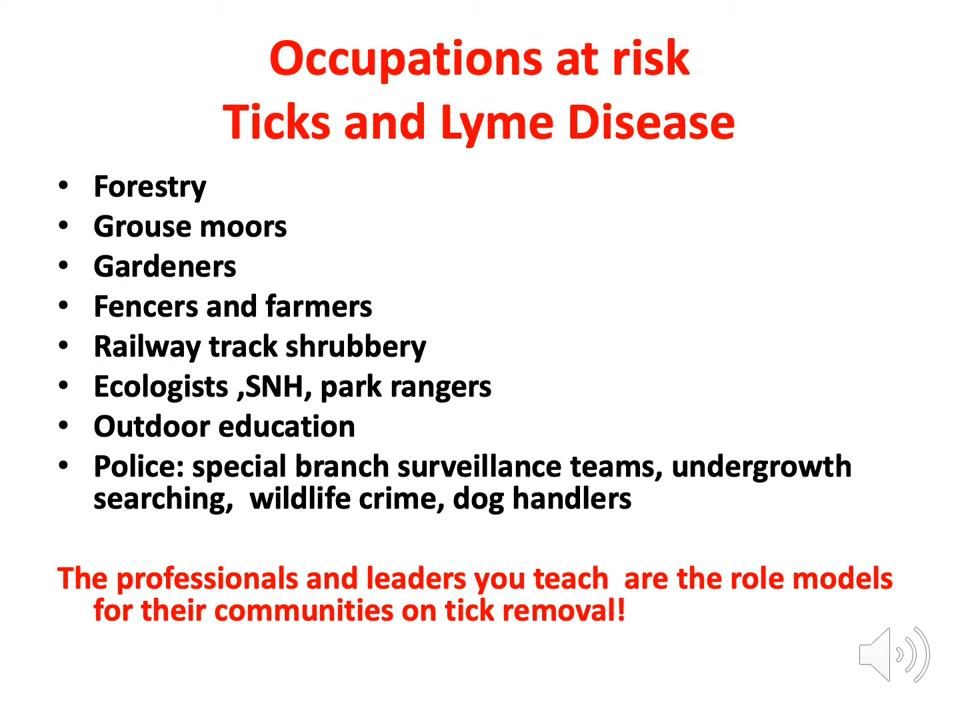 Occupations at risk
Ticks and Lyme Disease
• Forestry
• Grouse moors
• Gardeners
• Fencers and farmers
• Railway track shrubbery
• Ecologists ,SNH, park rangers
• Outdoor education
• Police: special branch surveillance teams, undergrowth
searching,  wildlife crime, dog handlers
The professionals and leaders you teach  are the role models
for their communities on tick removal!